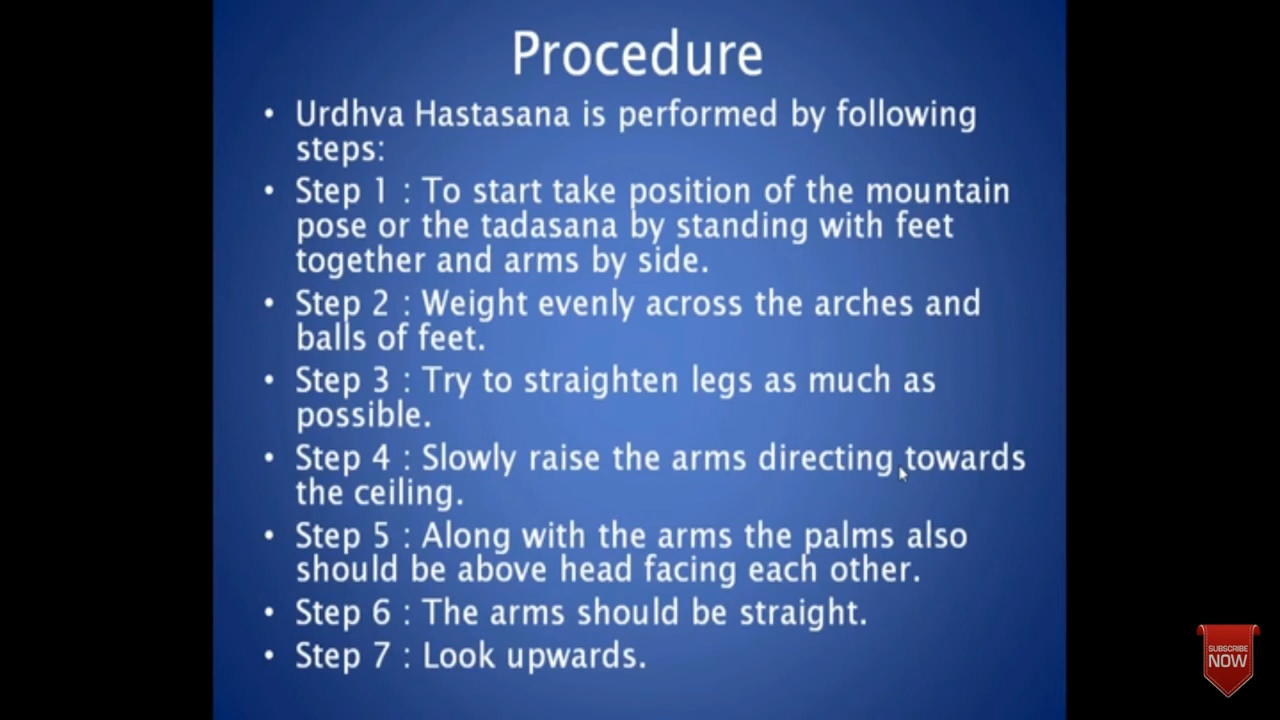 Procedure
• Urdhva Hastasana is performed by following
steps:
• Step 1 : To start take position of the mountain
pose or the tadasana by standing with feet
together and arms by side.
• Step 2 : Weight evenly across the arches and
balls of feet.
• Step 3 : Try to straighten legs as much as
possible.
• Step 4 : Slowly raise the arms directing towards
the ceiling.
• Step 5 : Along with the arms the palms also
should be above head facing each other.
• Step 6 : The arms should be straight.
• Step 7 : Look upwards.
SUBSCRIBE
NOW